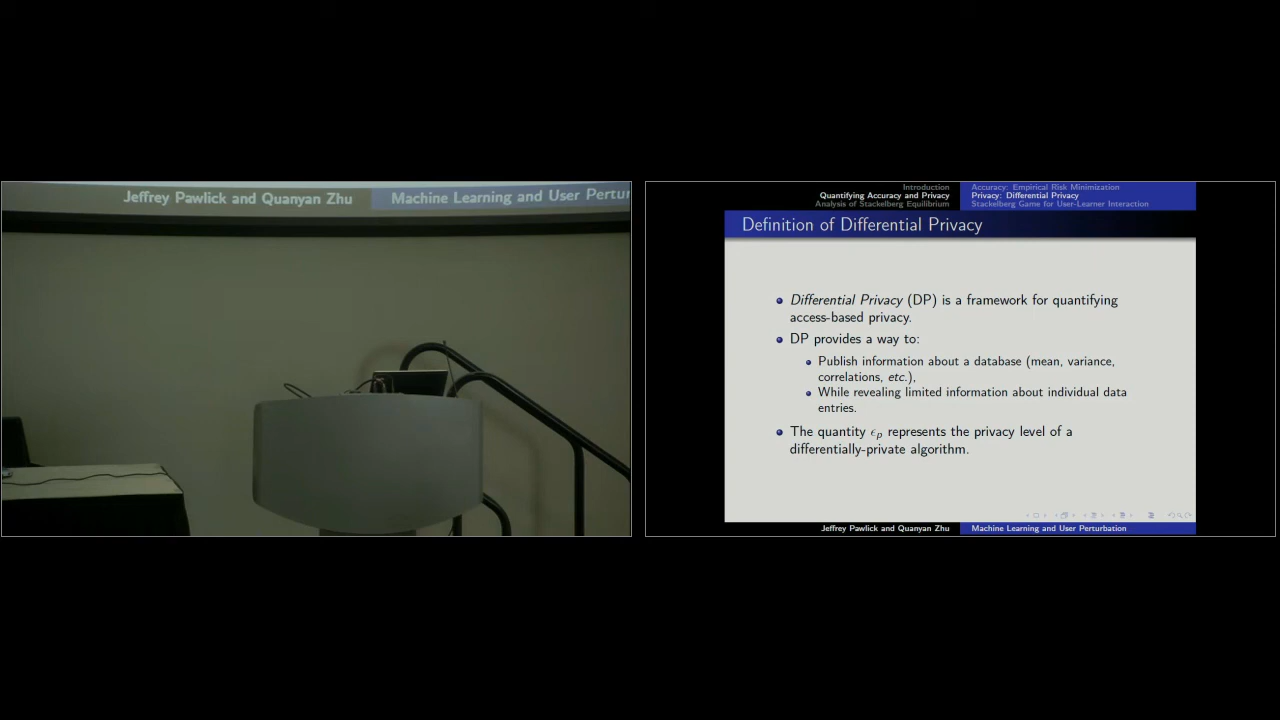 Jeffrey Pawlick and Quanyan Zhu
Machine Learning and User Pertur
Introduction
Quantifying Accuracy and Privacy
Analysis of Stackelberg Equilibrium
Accuracy: Empirical Risk Minimization
Privacy: Differential Privacy
Stackelberg Game for User-Learner Interaction
Definition of Differential Privacy
Differential Privacy (DP) is a framework for quantifying
access-based privacy.
DP provides a way to:
Publish information about a database (mean, variance,
correlations, etc.),
While revealing limited information about individual data
entries.
The quantity ϵp represents the privacy level of a
differentially-private algorithm.
Jeffrey Pawlick and Quanyan Zhu
Machine Learning and User Perturbation